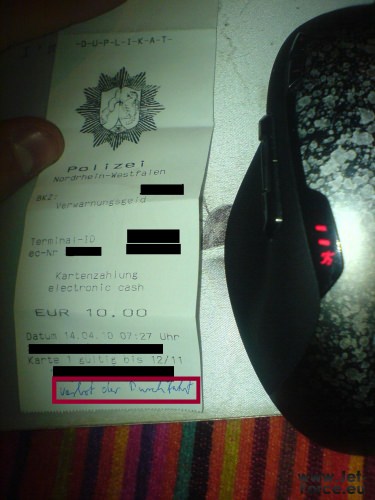 -D-U-P-L-I-K-A-T-
Polizei
Nordrhein-Westfalen
BKZ:
Verwarnungsgeld
Terminal-ID
ec-Nr
Kartenzahlung
electronic cash
EUR 10.00
Datum 14.04.10 07:27 Uhr
Karte 1 gültig bis 12/11
Verbot der Durchfahrt